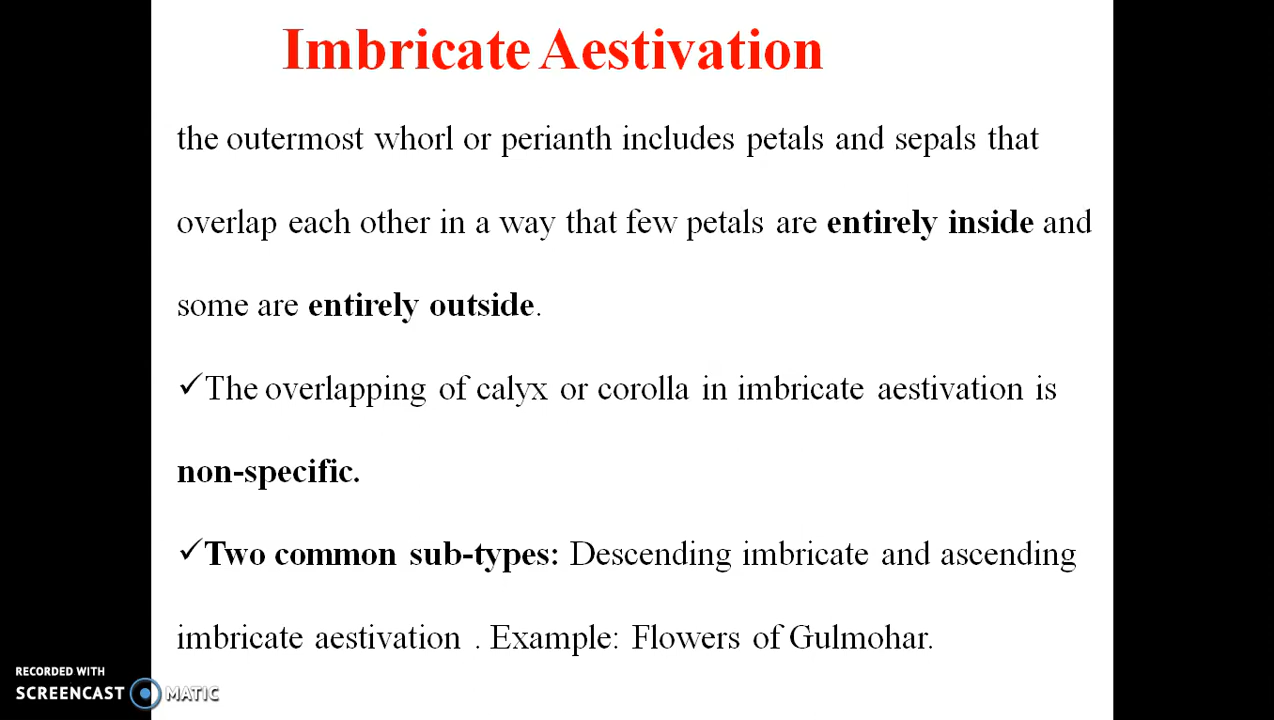 Imbricate Aestivation
the outermost whorl or perianth includes petals and sepals that
overlap each other in a way that few petals are entirely inside and
some are entirely outside.
✓The overlapping of calyx or corolla in imbricate aestivation is
non-specific.
✓Two common sub-types: Descending imbricate and ascending
imbricate aestivation . Example: Flowers of Gulmohar.
RECORDED WITH
SCREENCAST MATIC